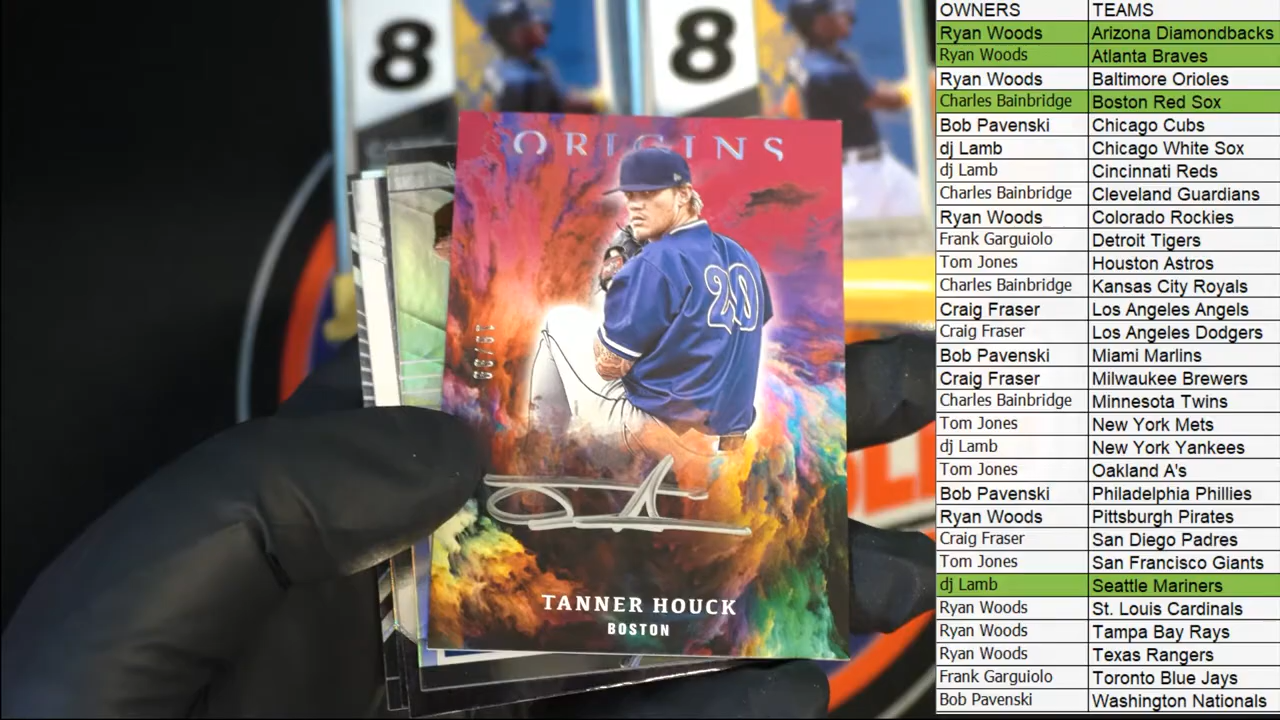 8
8
ORIGINS
20
TANNER HOUCK
BOSTON
OWNERS TEAMS
Ryan Woods Arizona Diamondbacks
Ryan Woods Atlanta Braves
Ryan Woods Baltimore Orioles
Charles Bainbridge Boston Red Sox
Bob Pavenski Chicago Cubs
dj Lamb Chicago White Sox
dj Lamb Cincinnati Reds
Charles Bainbridge Cleveland Guardians
Ryan Woods Colorado Rockies
Frank Garguiolo Detroit Tigers
Tom Jones Houston Astros
Charles Bainbridge Kansas City Royals
Craig Fraser Los Angeles Angels
Craig Fraser Los Angeles Dodgers
Bob Pavenski Miami Marlins
Craig Fraser Milwaukee Brewers
Charles Bainbridge Minnesota Twins
Tom Jones New York Mets
dj Lamb New York Yankees
Tom Jones Oakland A's
Bob Pavenski Philadelphia Phillies
Ryan Woods Pittsburgh Pirates
Craig Fraser San Diego Padres
Tom Jones San Francisco Giants
dj Lamb Seattle Mariners
Ryan Woods St. Louis Cardinals
Ryan Woods Tampa Bay Rays
Ryan Woods Texas Rangers
Frank Garguiolo Toronto Blue Jays
Bob Pavenski Washington Nationals